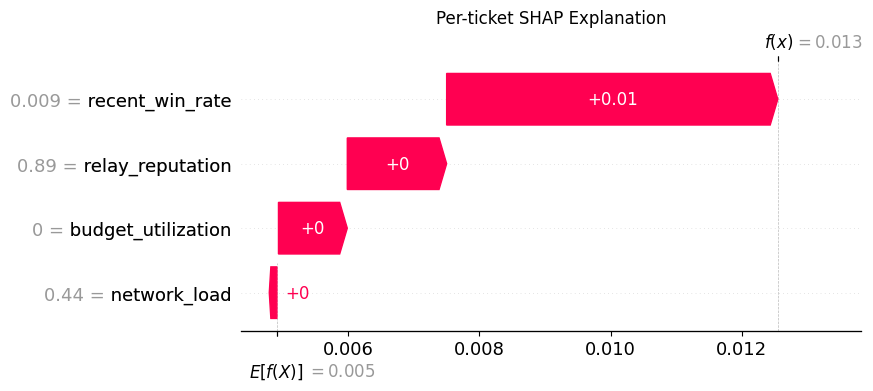 Per-ticket SHAP Explanation
f(x) = 0.013
0.009 = recent_win_rate
+0.01
0.89 = relay_reputation
+0
0 = budget_utilization
+0
0.44 = network_load
+0
0.006 0.008 0.010 0.012
E[f(X)] = 0.005